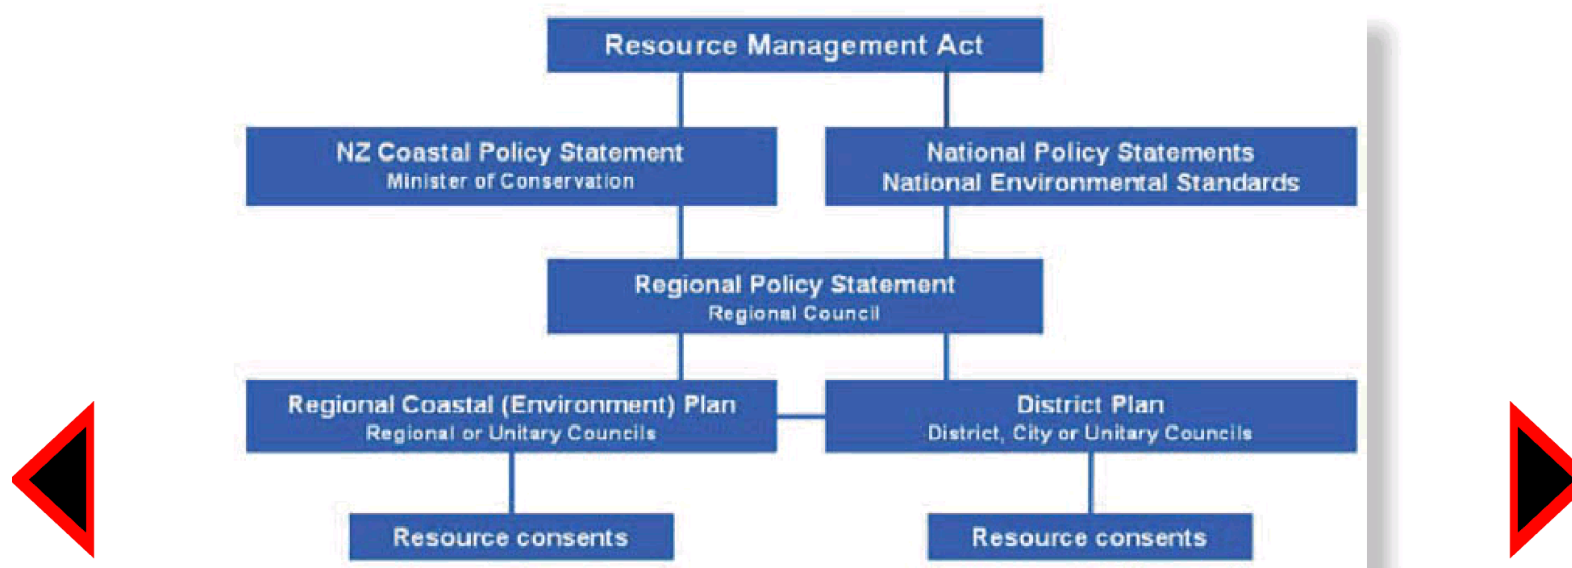 Resource Management Act
NZ Coastal Policy Statement
Minister of Conservation
National Policy Statements
National Environmental Standards
Regional Policy Statement
Regional Council
Regional Coastal (Environment) Plan
Regional or Unitary Councils
District Plan
District, City or Unitary Councils
Resource consents
Resource consents